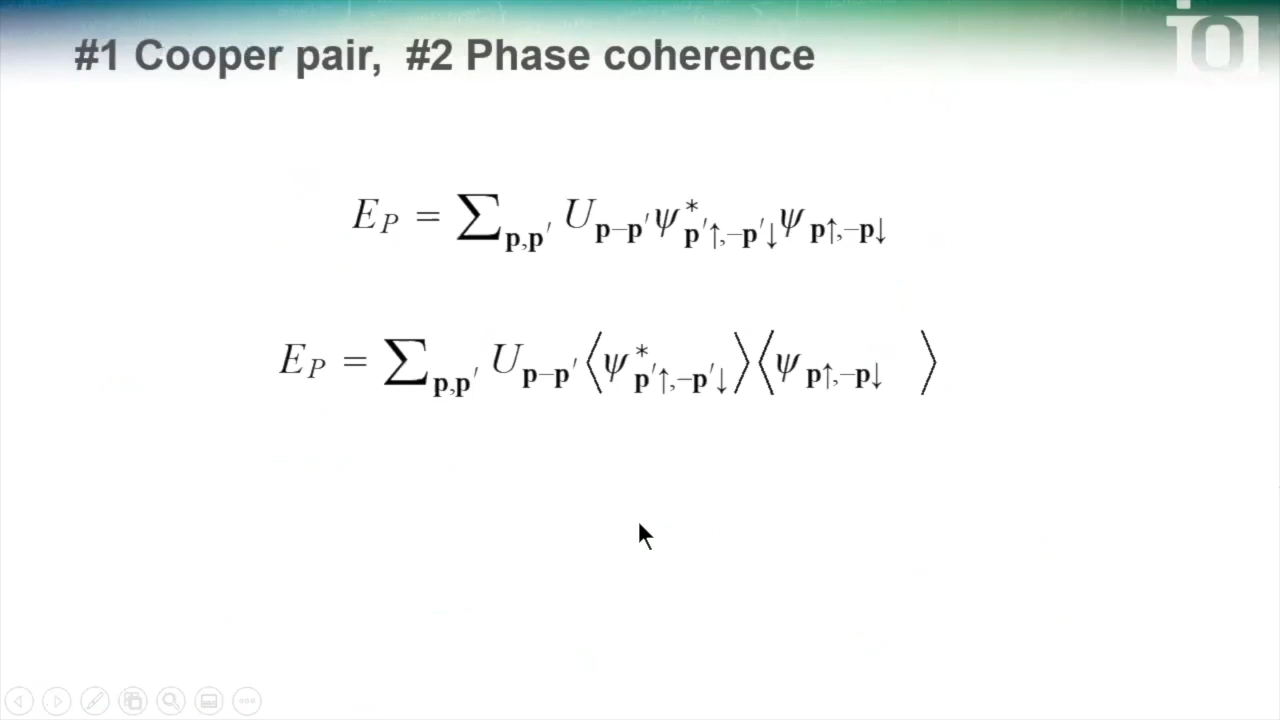 #1 Cooper pair, #2 Phase coherence
E_P = ∑_{p,p′} U_{p−p′} ψ*_{p′↑,−p′↓} ψ_{p↑,−p↓}
E_P = ∑_{p,p′} U_{p−p′} ⟨ψ*_{p′↑,−p′↓}⟩⟨ψ_{p↑,−p↓}⟩